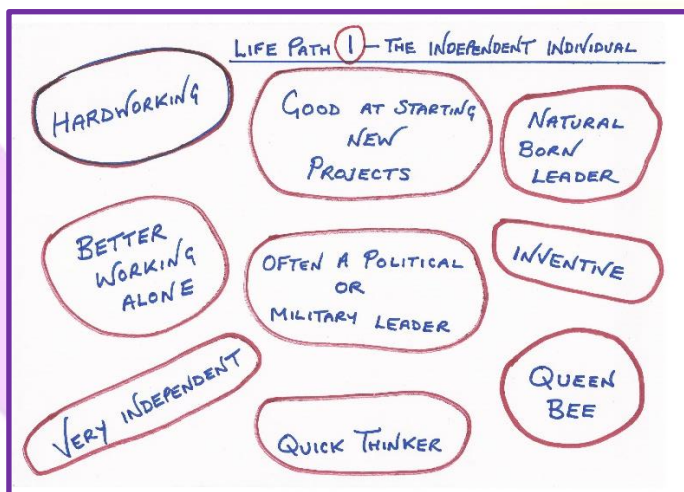 LIFE PATH 1 – THE INDEPENDENT INDIVIDUAL
HARDWORKING
GOOD AT STARTING
NEW
PROJECTS
NATURAL
BORN
LEADER
BETTER
WORKING
ALONE
OFTEN A POLITICAL
OR
MILITARY LEADER
INVENTIVE
VERY INDEPENDENT
QUICK THINKER
QUEEN
BEE